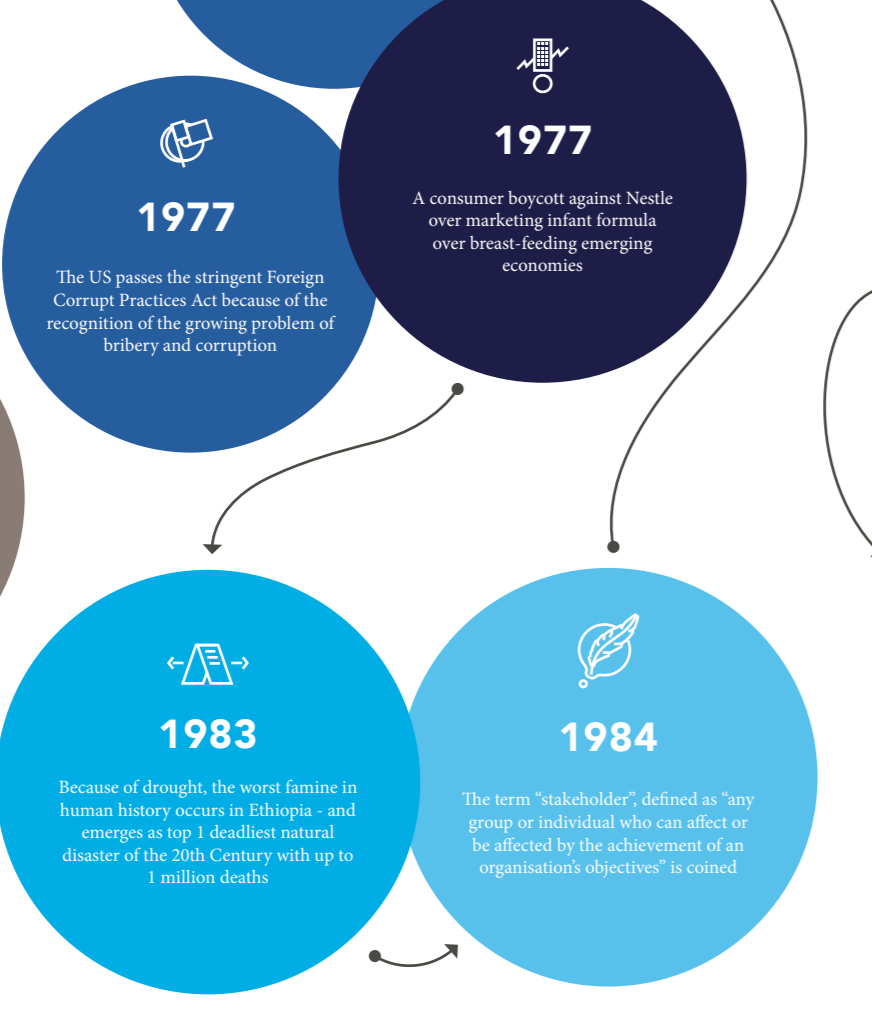 1977
The US passes the stringent Foreign
Corrupt Practices Act because of the
recognition of the growing problem of
bribery and corruption
1977
A consumer boycott against Nestle
over marketing infant formula
over breast-feeding emerging
economies
1983
Because of drought, the worst famine in
human history occurs in Ethiopia - and
emerges as top 1 deadliest natural
disaster of the 20th Century with up to
1 million deaths
1984
The term “stakeholder”, defined as “any
group or individual who can affect or
be affected by the achievement of an
organisation’s objectives” is coined